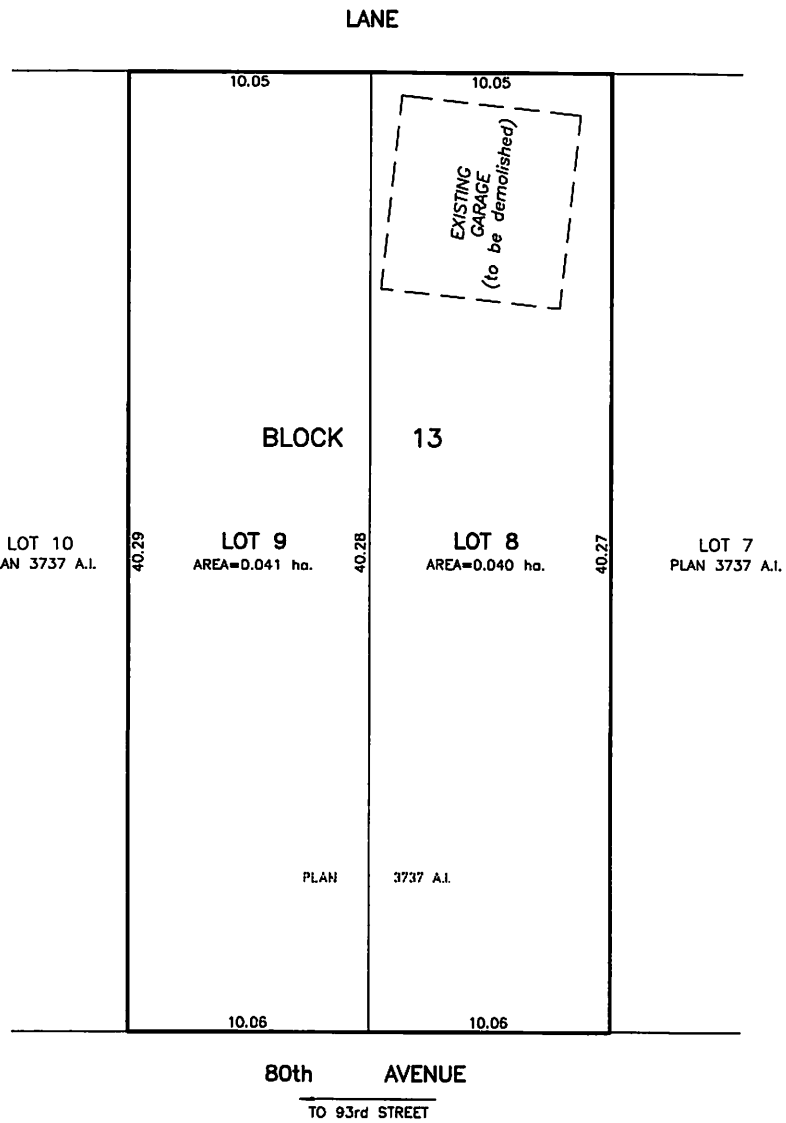 LANE
10.05 10.05
EXISTING
GARAGE
(to be demolished)
BLOCK 13
LOT 10
AN 3737 A.I.
40.29
LOT 9
AREA=0.041 ha.
40.28
LOT 8
AREA=0.040 ha.
40.27
LOT 7
PLAN 3737 A.I.
PLAN 3737 A.I.
10.06 10.06
80th AVENUE
TO 93rd STREET